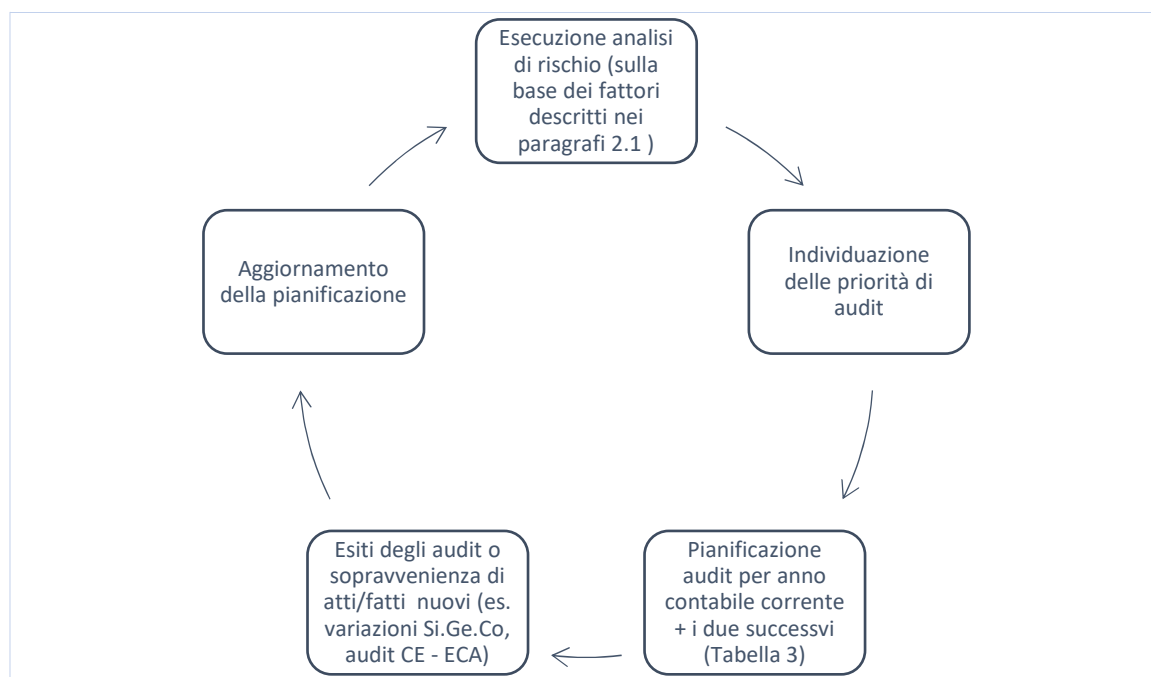 Esecuzione analisi
di rischio (sulla
base dei fattori
descritti nei
paragrafi 2.1 )
Individuazione
delle priorità di
audit
Pianificazione
audit per anno
contabile corrente
+ i due successvi
(Tabella 3)
Esiti degli audit o
sopravvenienza di
atti/fatti nuovi (es.
variazioni Si.Ge.Co,
audit CE - ECA)
Aggiornamento
della pianificazione